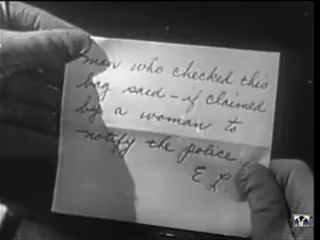 man who checked this
bag said - if claimed
by a woman to
notify the police
E L.